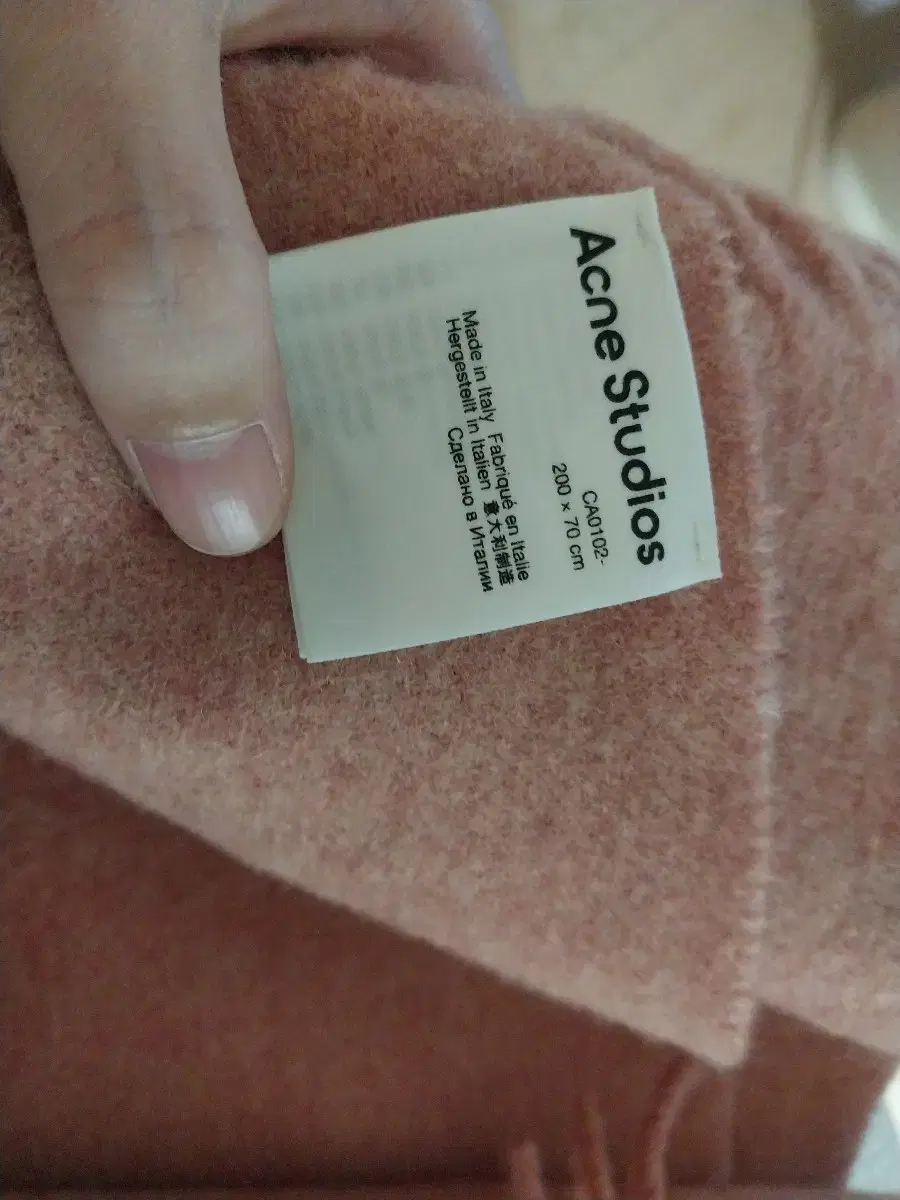 Acne Studios
CA0102-
200 x 70 cm
Made in Italy Fabriqué en Italie
Hergestellt in Italien 意大利制造
Сделано в Италии